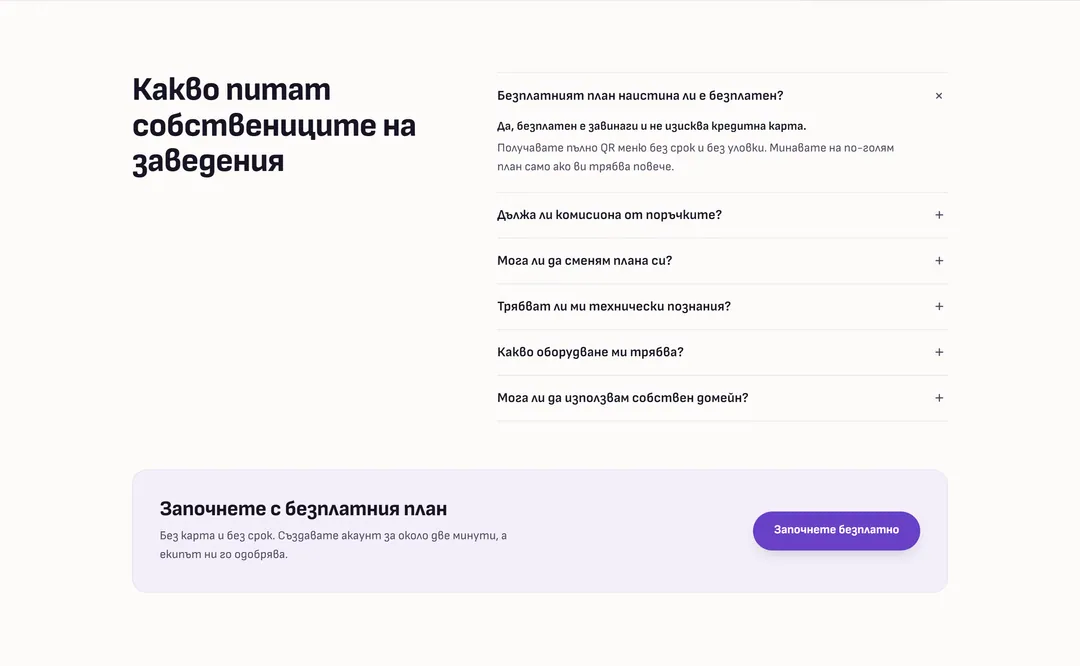 Какво питат
собствениците на
заведения
Безплатният план наистина ли е безплатен?
Да, безплатен е завинаги и не изисква кредитна карта.
Получавате пълно QR меню без срок и без уловки. Минавате на по-голям
план само ако ви трябва повече.
Дължа ли комисиона от поръчките?
Мога ли да сменям плана си?
Трябват ли ми технически познания?
Какво оборудване ми трябва?
Мога ли да използвам собствен домейн?
Започнете с безплатния план
Без карта и без срок. Създавате акаунт за около две минути, а
екипът ни го одобрява.
Започнете безплатно